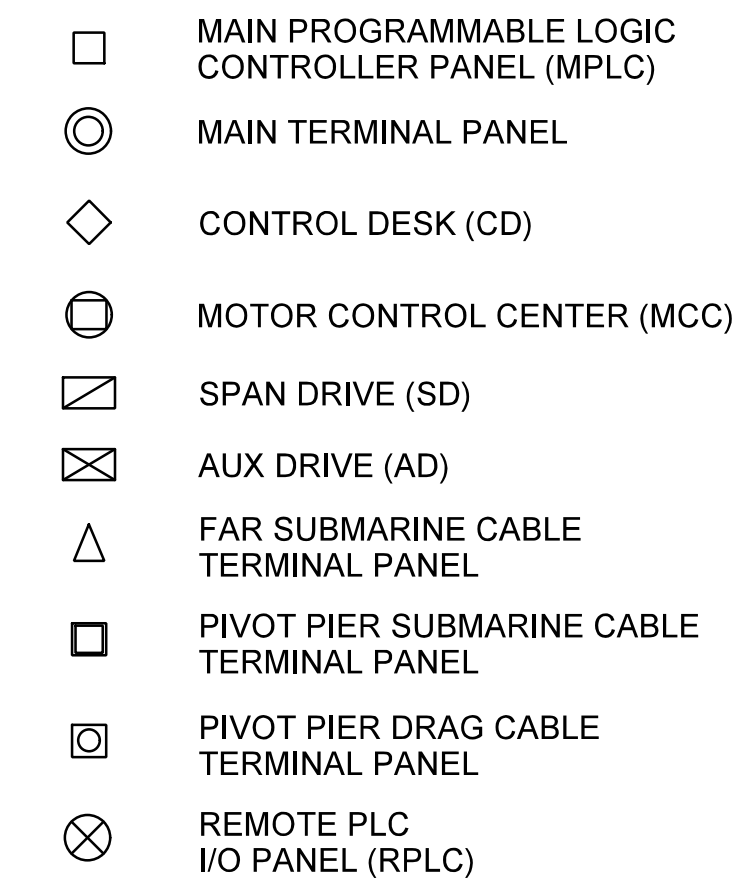 MAIN PROGRAMMABLE LOGIC
CONTROLLER PANEL (MPLC)
MAIN TERMINAL PANEL
CONTROL DESK (CD)
MOTOR CONTROL CENTER (MCC)
SPAN DRIVE (SD)
AUX DRIVE (AD)
FAR SUBMARINE CABLE
TERMINAL PANEL
PIVOT PIER SUBMARINE CABLE
TERMINAL PANEL
PIVOT PIER DRAG CABLE
TERMINAL PANEL
REMOTE PLC
I/O PANEL (RPLC)